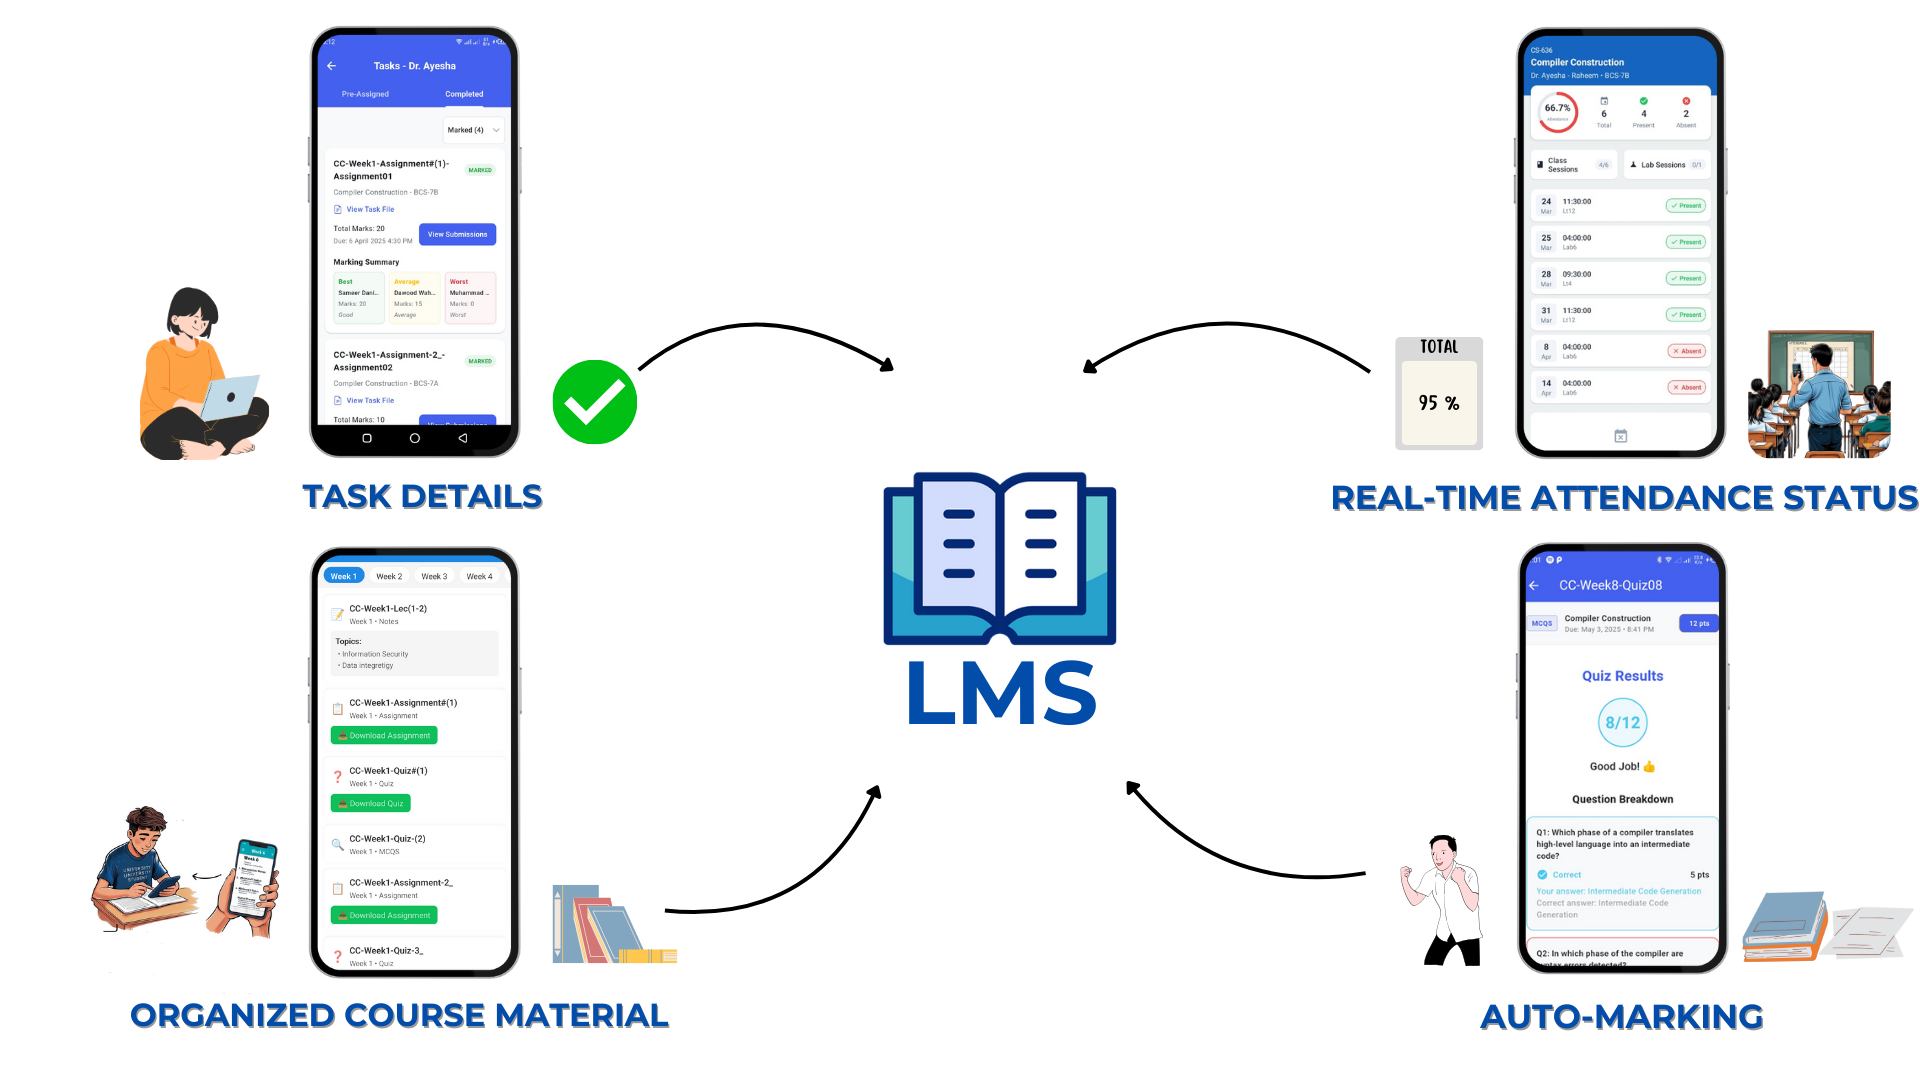 :12
Tasks - Dr. Ayesha
Pre-Assigned
Completed
Marked (4)
CC-Week1-Assignment#(1)-
Assignment01
MARKED
Compiler Construction - BCS-7B
View Task File
Total Marks: 20
Due: 6 April 2025 4:30 PM
View Submissions
Marking Summary
Best
Sameer Dani...
Marks: 20
Good
Average
Dawood Wah...
Marks: 15
Average
Worst
Muhammad ...
Marks: 0
Worst
CC-Week1-Assignment-2_-
Assignment02
MARKED
Compiler Construction - BCS-7A
View Task File
Total Marks: 10
View Submissions
TASK DETAILS
CS-636
Compiler Construction
Dr. Ayesha - Raheem • BCS-7B
66.7%
Attendance
6
Total
4
Present
2
Absent
Class
Sessions
4/6
Lab Sessions
0/1
24
Mar
11:30:00
Lt12
Present
25
Mar
04:00:00
Lab6
Present
28
Mar
09:30:00
Lt4
Present
31
Mar
11:30:00
Lt12
Present
8
Apr
04:00:00
Lab6
Absent
14
Apr
04:00:00
Lab6
Absent
TOTAL
95 %
REAL-TIME ATTENDANCE STATUS
LMS
Week 1
Week 2
Week 3
Week 4
CC-Week1-Lec(1-2)
Week 1 • Notes
Topics:
• Information Security
• Data integretigy
CC-Week1-Assignment#(1)
Week 1 • Assignment
Download Assignment
CC-Week1-Quiz#(1)
Week 1 • Quiz
Download Quiz
CC-Week1-Quiz-(2)
Week 1 • MCQS
CC-Week1-Assignment-2_
Week 1 • Assignment
Download Assignment
CC-Week1-Quiz-3_
Week 1 • Quiz
UNIVERSITY
UNIVERSITY
STUDENT
Week 6
ORGANIZED COURSE MATERIAL
:01
CC-Week8-Quiz08
MCQS
Compiler Construction
Due: May 3, 2025 • 8:41 PM
12 pts
Quiz Results
8/12
Good Job! 👍
Question Breakdown
Q1: Which phase of a compiler translates
high-level language into an intermediate
code?
Correct
5 pts
Your answer: Intermediate Code Generation
Correct answer: Intermediate Code
Generation
Q2: In which phase of the compiler are
syntax errors detected?
AUTO-MARKING